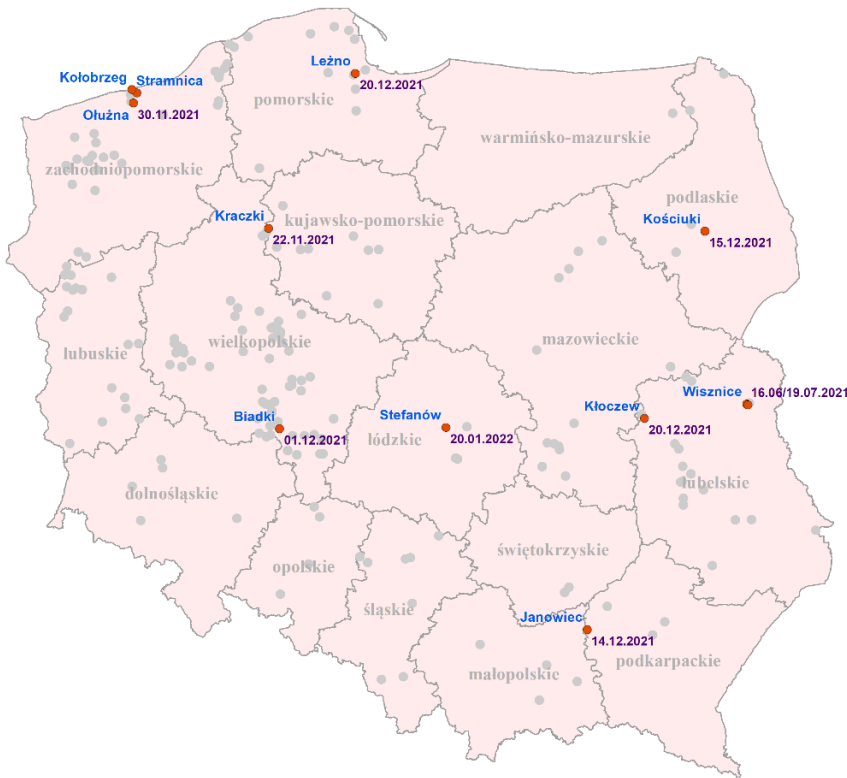 Leźno
Kołobrzeg
Stramnica
20.12.2021
pomorskie
Ołużna
30.11.2021
warmińsko-mazurskie
zachodniopomorskie
podlaskie
Kraczki
kujawsko-pomorskie
Kościuki
22.11.2021
15.12.2021
mazowieckie
wielkopolskie
lubuskie
Wisznice
16.06/19.07.2021
Biadki
Stefanów
Kłoczew
20.12.2021
01.12.2021
łódzkie
20.01.2022
lubelskie
dolnośląskie
świętokrzyskie
opolskie
śląskie
Janowiec
14.12.2021
podkarpackie
małopolskie